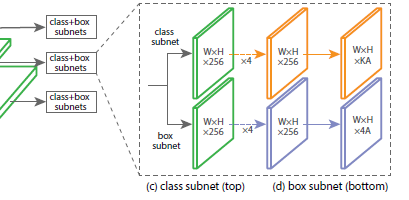 class+box
subnets
class+box
subnets
class+box
subnets
class
subnet
W×H
×256
×4
W×H
×256
W×H
×KA
box
subnet
W×H
×256
×4
W×H
×256
W×H
×4A
(c) class subnet (top)
(d) box subnet (bottom)